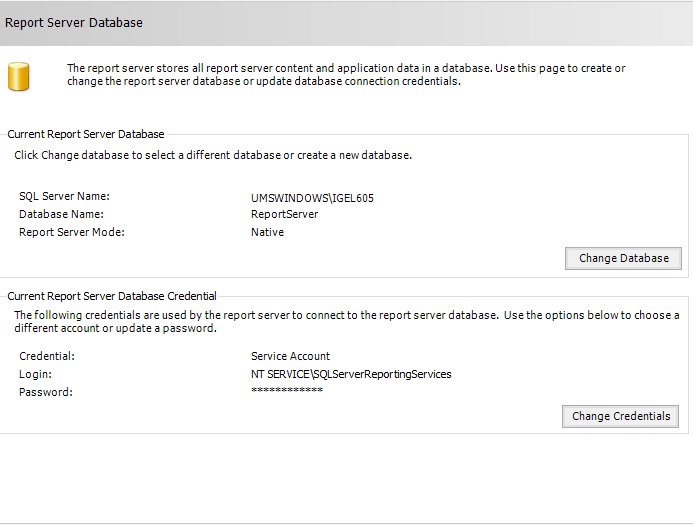 Report Server Database
The report server stores all report server content and application data in a database. Use this page to create or
change the report server database or update database connection credentials.
Current Report Server Database
Click Change database to select a different database or create a new database.
SQL Server Name: UMSWINDOWS\IGEL605
Database Name: ReportServer
Report Server Mode: Native
Change Database
Current Report Server Database Credential
The following credentials are used by the report server to connect to the report server database.  Use the options below to choose a
different account or update a password.
Credential: Service Account
Login: NT SERVICE\SQLServerReportingServices
Password: ************
Change Credentials